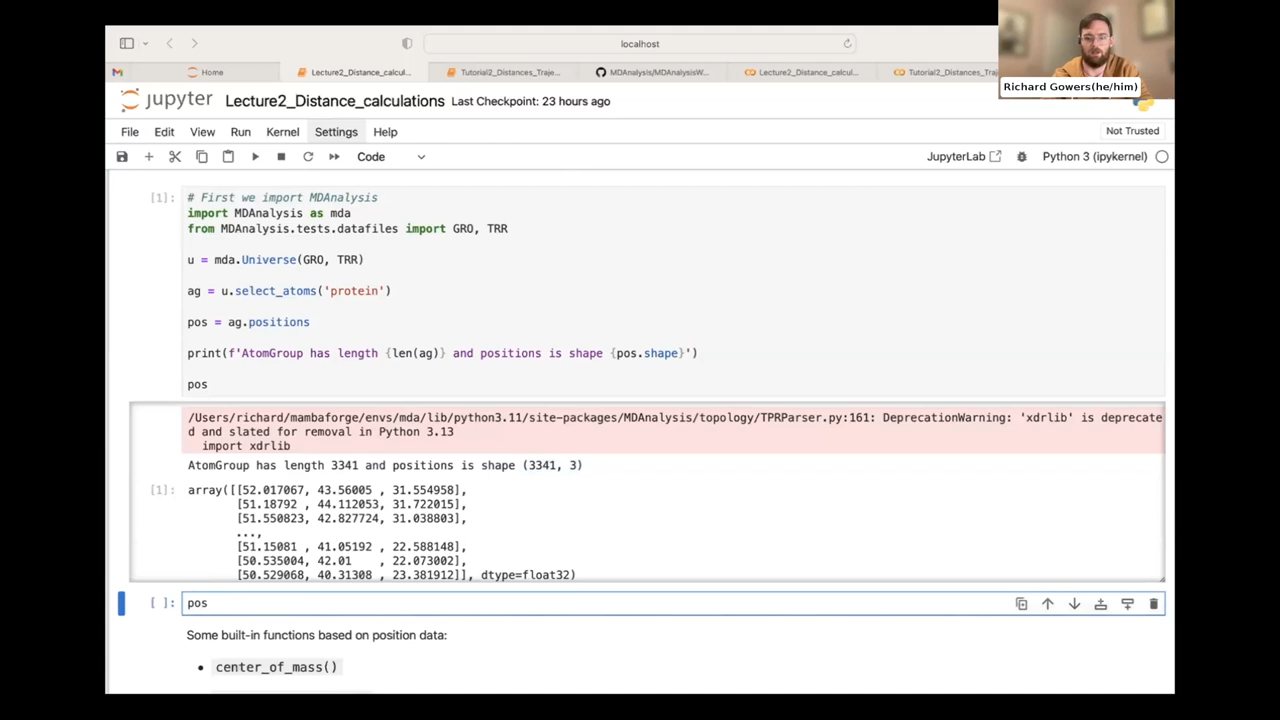 localhost
Home
Lecture2_Distance_calcul...
Tutorial2_Distances_Traje...
MDAnalysis/MDAnalysisW...
Lecture2_Distance_calcul...
Tutorial2_Distances_Traje
Richard Gowers(he/him)
jupyter Lecture2_Distance_calculations Last Checkpoint: 23 hours ago
File Edit View Run Kernel Settings Help Not Trusted
Code JupyterLab Python 3 (ipykernel)
[1]: # First we import MDAnalysis
import MDAnalysis as mda
from MDAnalysis.tests.datafiles import GRO, TRR
u = mda.Universe(GRO, TRR)
ag = u.select_atoms('protein')
pos = ag.positions
print(f'AtomGroup has length {len(ag)} and positions is shape {pos.shape}')
pos
/Users/richard/mambaforge/envs/mda/lib/python3.11/site-packages/MDAnalysis/topology/TPRParser.py:161: DeprecationWarning: 'xdrlib' is deprecate
d and slated for removal in Python 3.13
import xdrlib
AtomGroup has length 3341 and positions is shape (3341, 3)
[1]: array([[52.017067, 43.56005 , 31.554958],
[51.18792 , 44.112053, 31.722015],
[51.550823, 42.827724, 31.038803],
...,
[51.15081 , 41.05192 , 22.588148],
[50.535004, 42.01 , 22.073002],
[50.529068, 40.31308 , 23.381912]], dtype=float32)
[ ]: pos
Some built-in functions based on position data:
• center_of_mass()